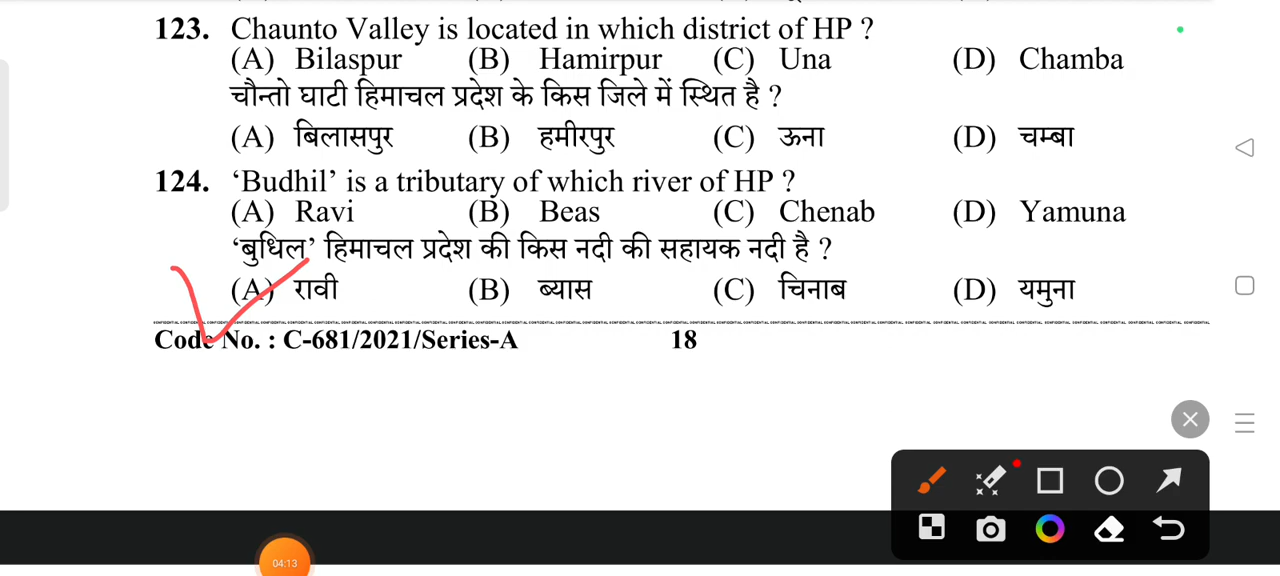 123. Chaunto Valley is located in which district of HP ?
(A) Bilaspur (B) Hamirpur (C) Una (D) Chamba
चौन्तो घाटी हिमाचल प्रदेश के किस जिले में स्थित है ?
(A) बिलासपुर (B) हमीरपुर (C) ऊना (D) चम्बा
124. ‘Budhil’ is a tributary of which river of HP ?
(A) Ravi (B) Beas (C) Chenab (D) Yamuna
‘बुधिल’ हिमाचल प्रदेश की किस नदी की सहायक नदी है ?
(A) रावी (B) ब्यास (C) चिनाब (D) यमुना
Code No. : C-681/2021/Series-A 18
04:13